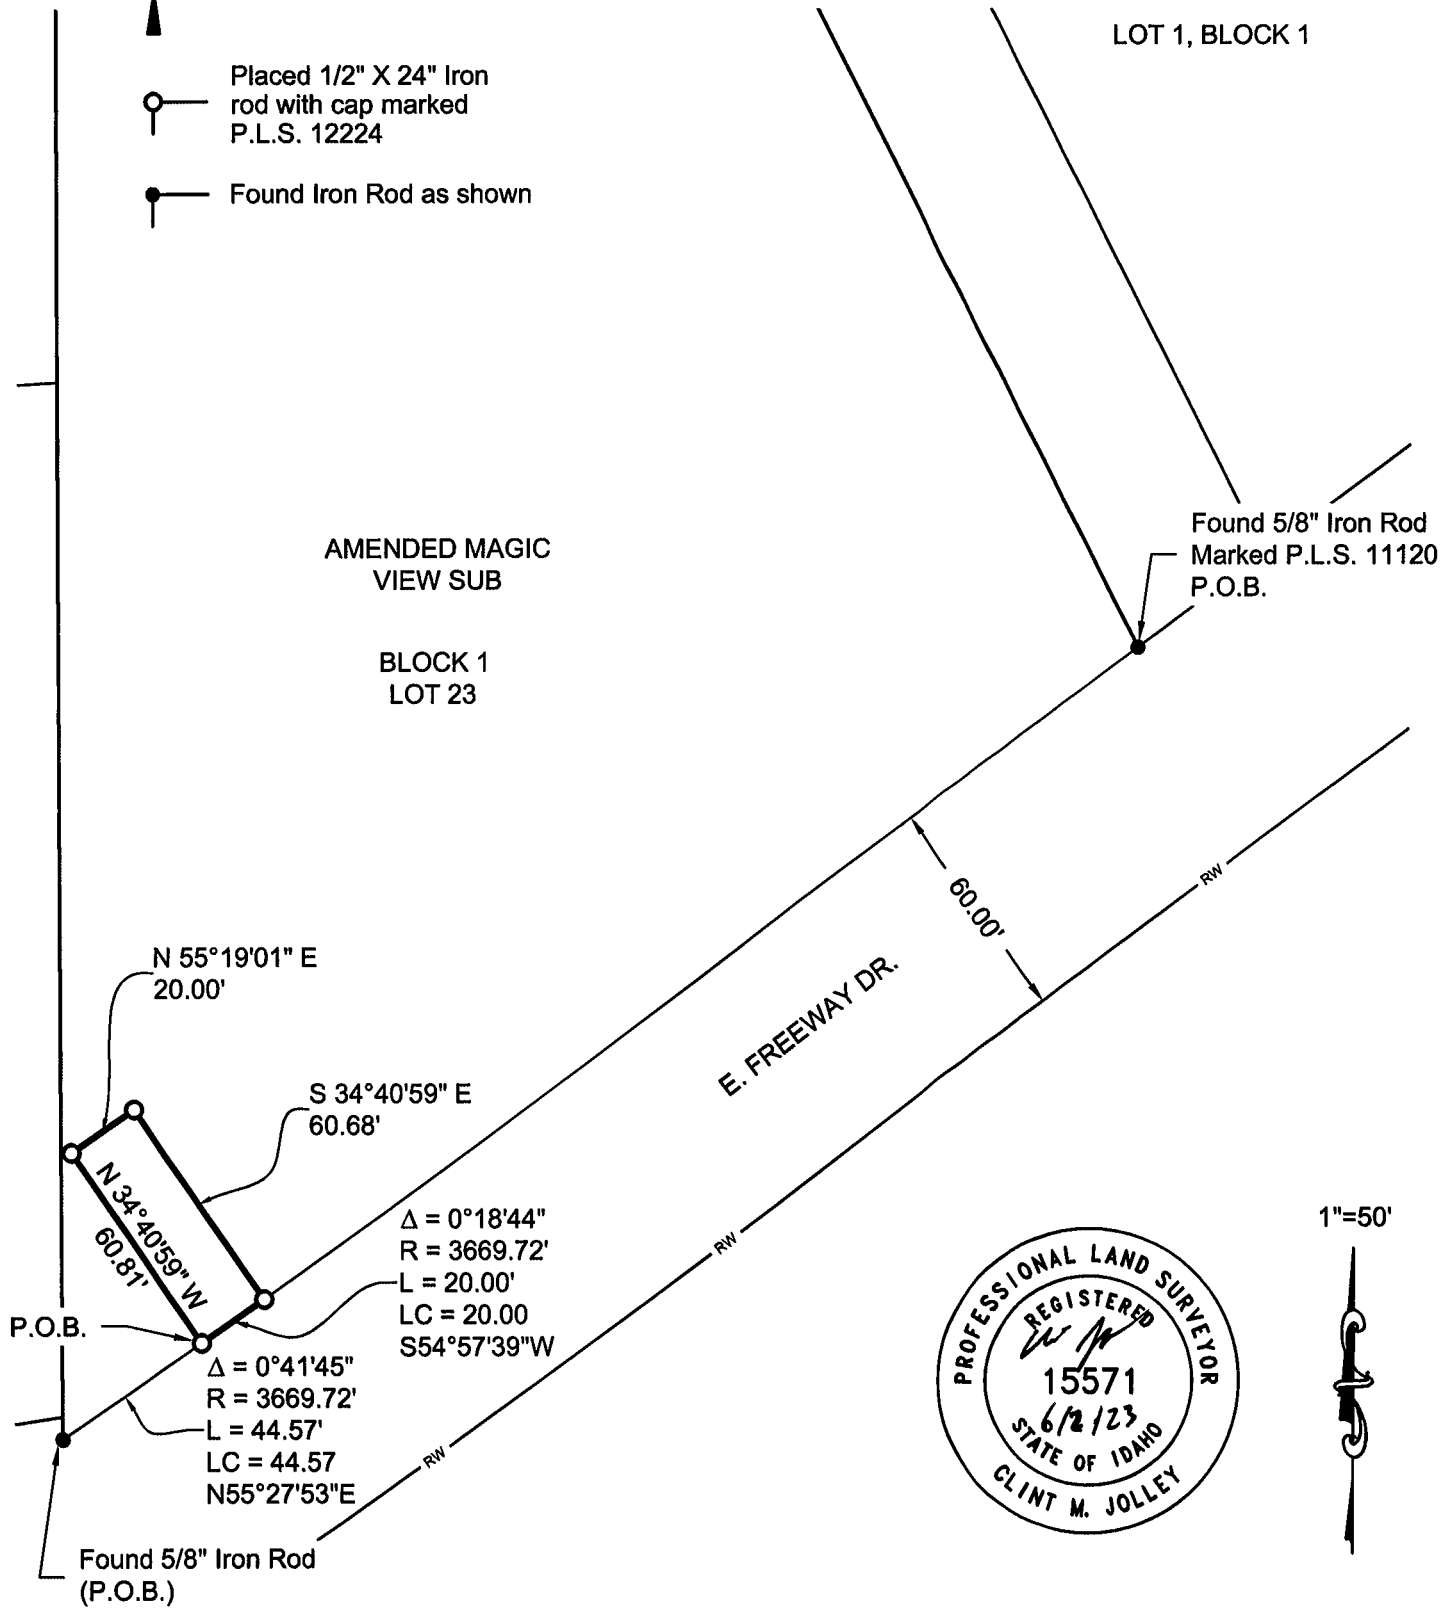 LOT 1, BLOCK 1
Placed 1/2" X 24" Iron
rod with cap marked
P.L.S. 12224
Found Iron Rod as shown
Found 5/8" Iron Rod
Marked P.L.S. 11120
P.O.B.
AMENDED MAGIC
VIEW SUB
BLOCK 1
LOT 23
60.00'
RW
E. FREEWAY DR.
N 55°19'01" E
20.00'
S 34°40'59" E
60.68'
N 34°40'59" W
60.81'
Δ = 0°18'44"
R = 3669.72'
L = 20.00'
LC = 20.00
S54°57'39"W
RW
P.O.B.
Δ = 0°41'45"
R = 3669.72'
L = 44.57'
LC = 44.57
N55°27'53"E
RW
Found 5/8" Iron Rod
(P.O.B.)
1"=50'
PROFESSIONAL LAND SURVEYOR
REGISTERED
15571
6/2/23
STATE OF IDAHO
CLINT M. JOLLEY